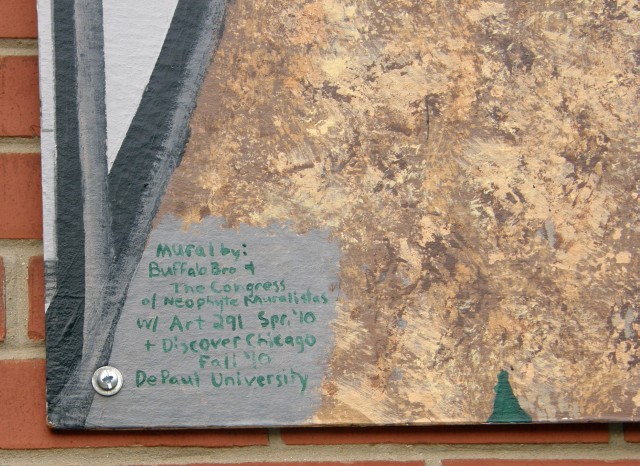 Mural by:
Buffalo Bro +
The Congress
of Neophyte Muralistas
w/ Art 291 Spr. '10
+ Discover Chicago
Fall '10
DePaul University